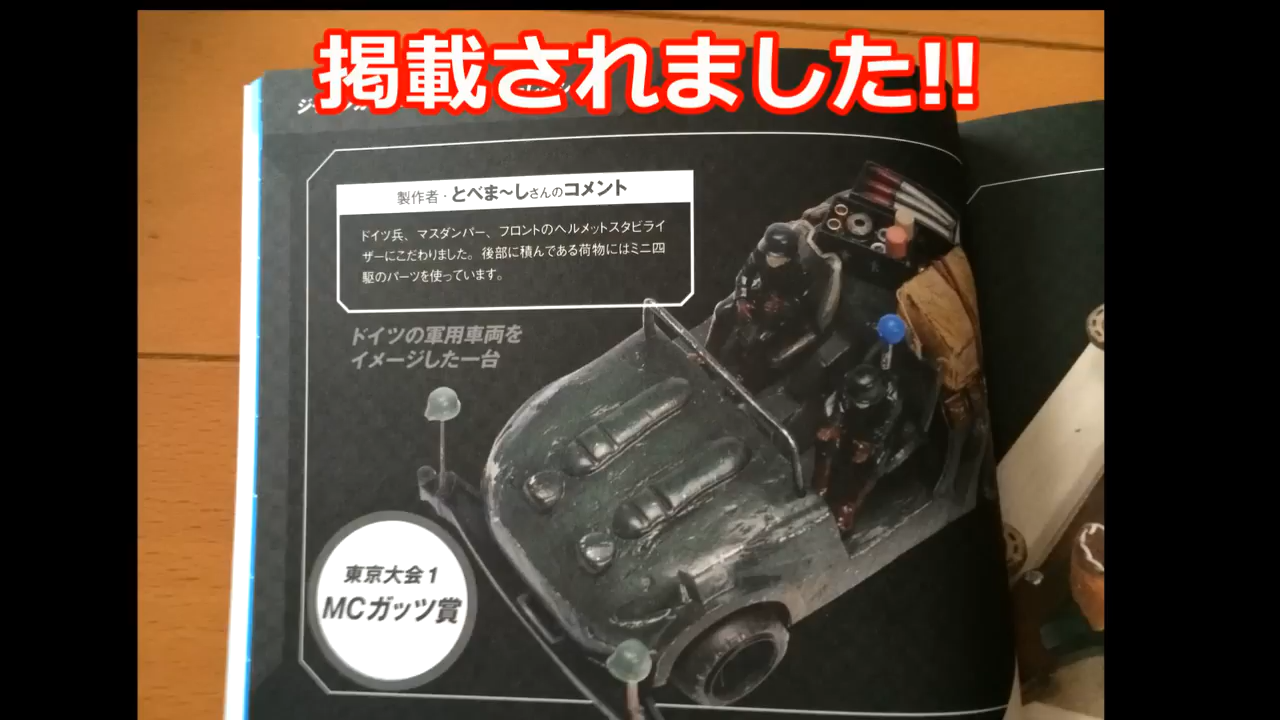 掲載されました!!
製作者・とべま〜しさんのコメント
ドイツ兵、マスダンパー、フロントのヘルメットスタビライ
ザーにこだわりました。後部に積んである荷物にはミニ四
駆のパーツを使っています。
ドイツの軍用車両を
イメージした一台
東京大会1
MCガッツ賞